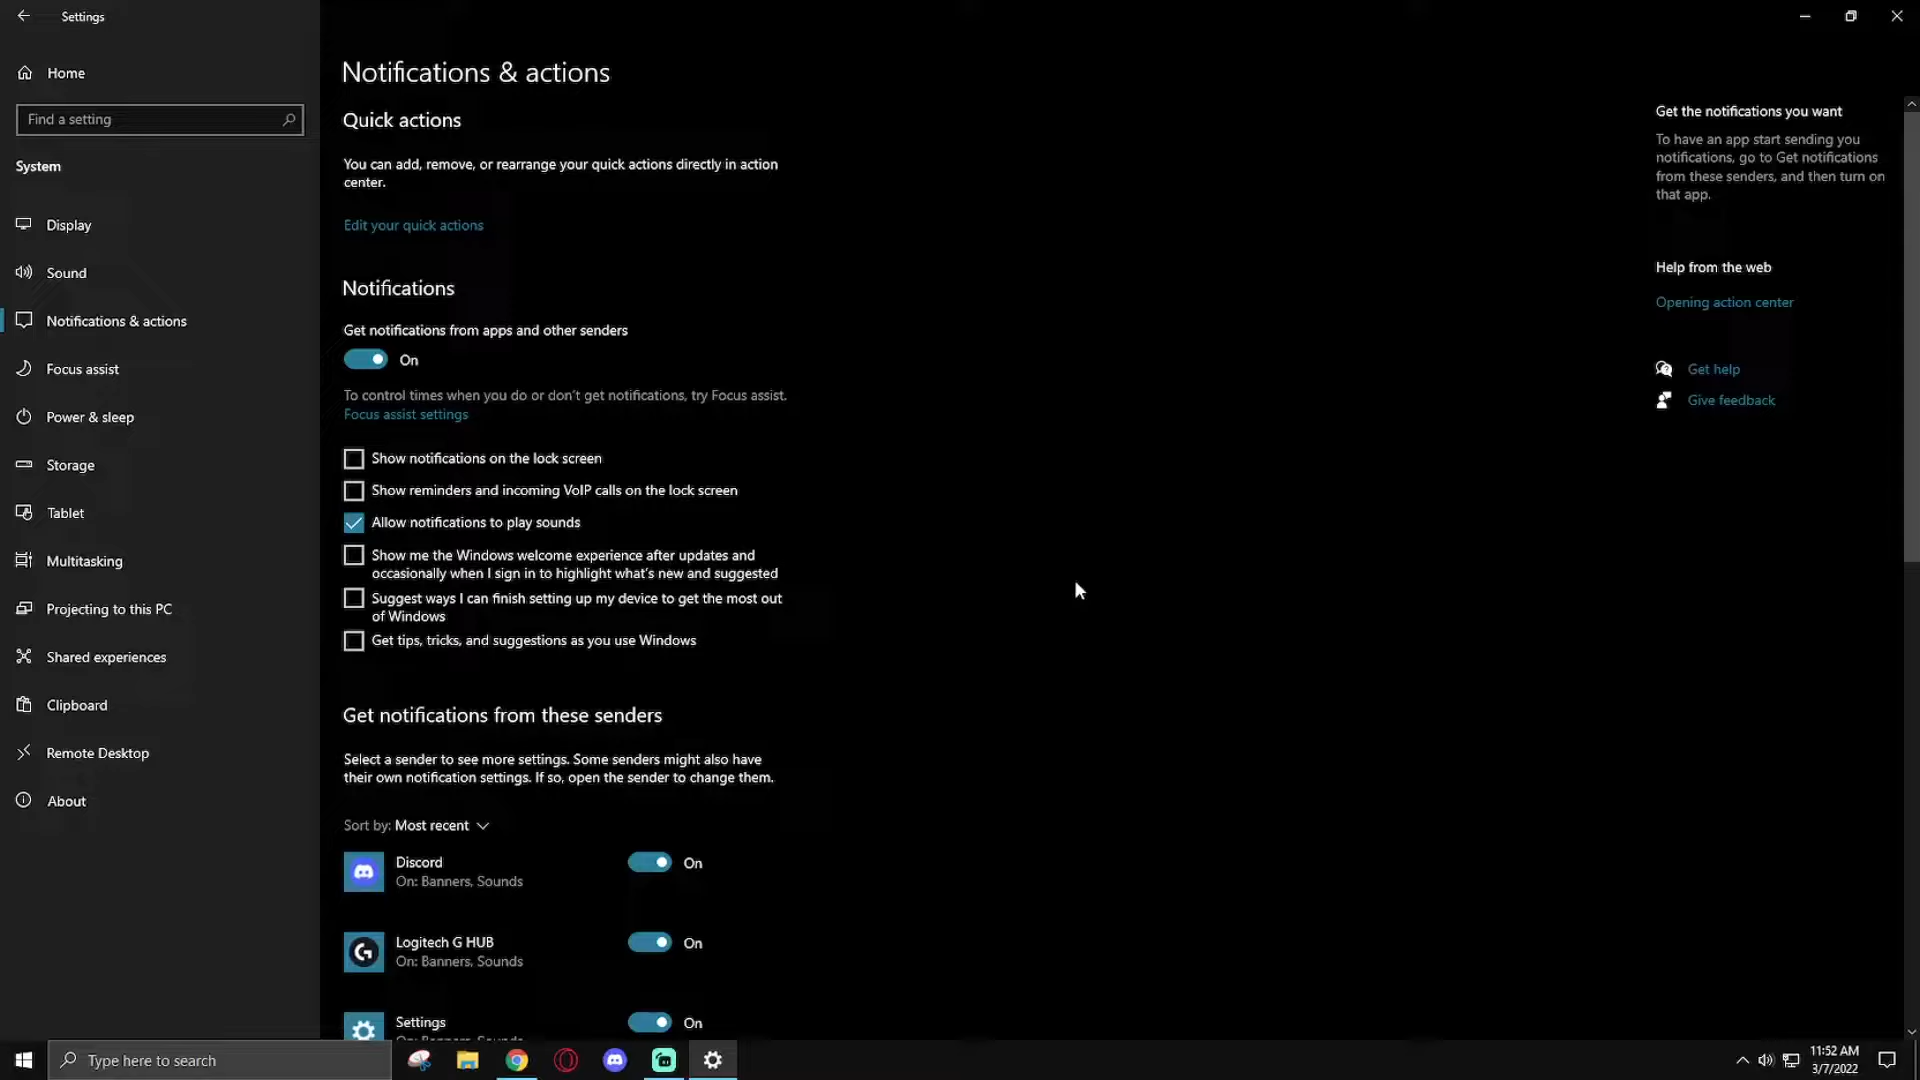 Settings
Home
Find a setting
System
Display
Sound
Notifications & actions
Focus assist
Power & sleep
Storage
Tablet
Multitasking
Projecting to this PC
Shared experiences
Clipboard
Remote Desktop
About
Notifications & actions
Quick actions
You can add, remove, or rearrange your quick actions directly in action
center.
Edit your quick actions
Notifications
Get notifications from apps and other senders
On
To control times when you do or don't get notifications, try Focus assist.
Focus assist settings
Show notifications on the lock screen
Show reminders and incoming VoIP calls on the lock screen
Allow notifications to play sounds
Show me the Windows welcome experience after updates and
occasionally when I sign in to highlight what's new and suggested
Suggest ways I can finish setting up my device to get the most out
of Windows
Get tips, tricks, and suggestions as you use Windows
Get notifications from these senders
Select a sender to see more settings. Some senders might also have
their own notification settings. If so, open the sender to change them.
Sort by: Most recent
Discord
On: Banners, Sounds
On
Logitech G HUB
On: Banners, Sounds
On
Settings
On: Banners, Sounds
On
Get the notifications you want
To have an app start sending you
notifications, go to Get notifications
from these senders, and then turn on
that app.
Help from the web
Opening action center
Get help
Give feedback
Type here to search
11:52 AM
3/7/2022